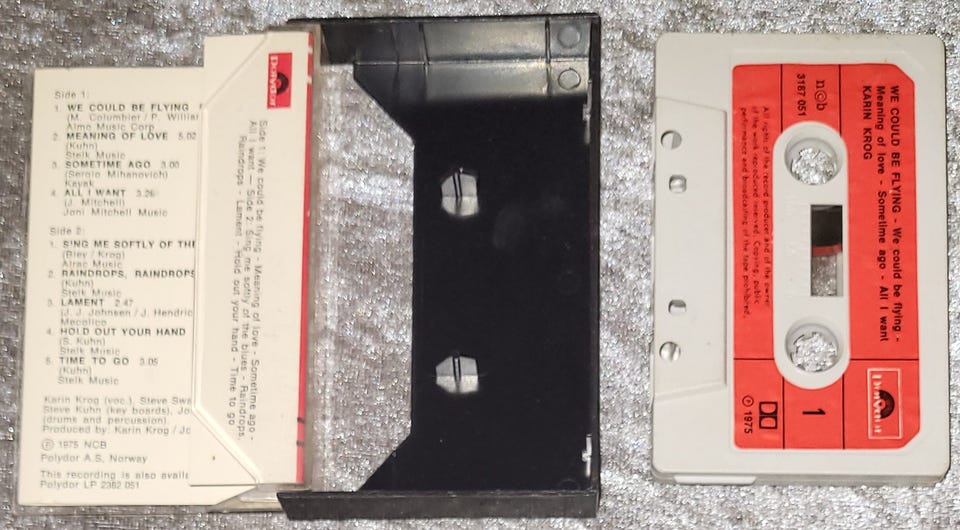 Side 1:
1. WE COULD BE FLYING
(M. Columbier / P. Williar
Almo Music Corp
2. MEANING OF LOVE 5.02
(Kuhn)
Stelk Music
3. SOMETIME AGO 3.00
(Sergio Mihanovich)
Kayak
4. ALL I WANT 3.26
(J. Mitchell)
Joni Mitchell Music
Side 2:
1. SING ME SOFTLY OF THE
(Bley / Krog)
Alrac Music
2. RAINDROPS, RAINDROPS
(Kuhn)
Stelk Music
3. LAMENT 2.47
(J. J. Johnsen / J. Hendric
Mecolico
4. HOLD OUT YOUR HAND
(S. Kuhn)
Stelk Music
5. TIME TO GO 3.05
(Kuhn)
Stelk Music
Karin Krog (voc.), Steve Swa
Steve Kuhn (key boards), Jo
(drums and percussion).
Produced by: Karin Krog / Jo
Ⓟ 1975 NCB
Polydor A.S, Norway
This recording is also availa
Polydor LP 2382 051
Polydor
Side 1: We could be flying - Meaning of love - Sometime ago -
All I want — Side 2: Sing me softly of the blues - Raindrops,
Raindrops - Lament - Hold out your hand - Time to go
WE COULD BE FLYING - We could be flying -
Meaning of love - Sometime ago - All I want
KARIN KROG
Polydor
n©b
3187 051
1
All rights of the record producer and of the owner
of the work reproduced reserved. Copying, public
performance and broadcasting of the tape prohibited.
Ⓟ 1975